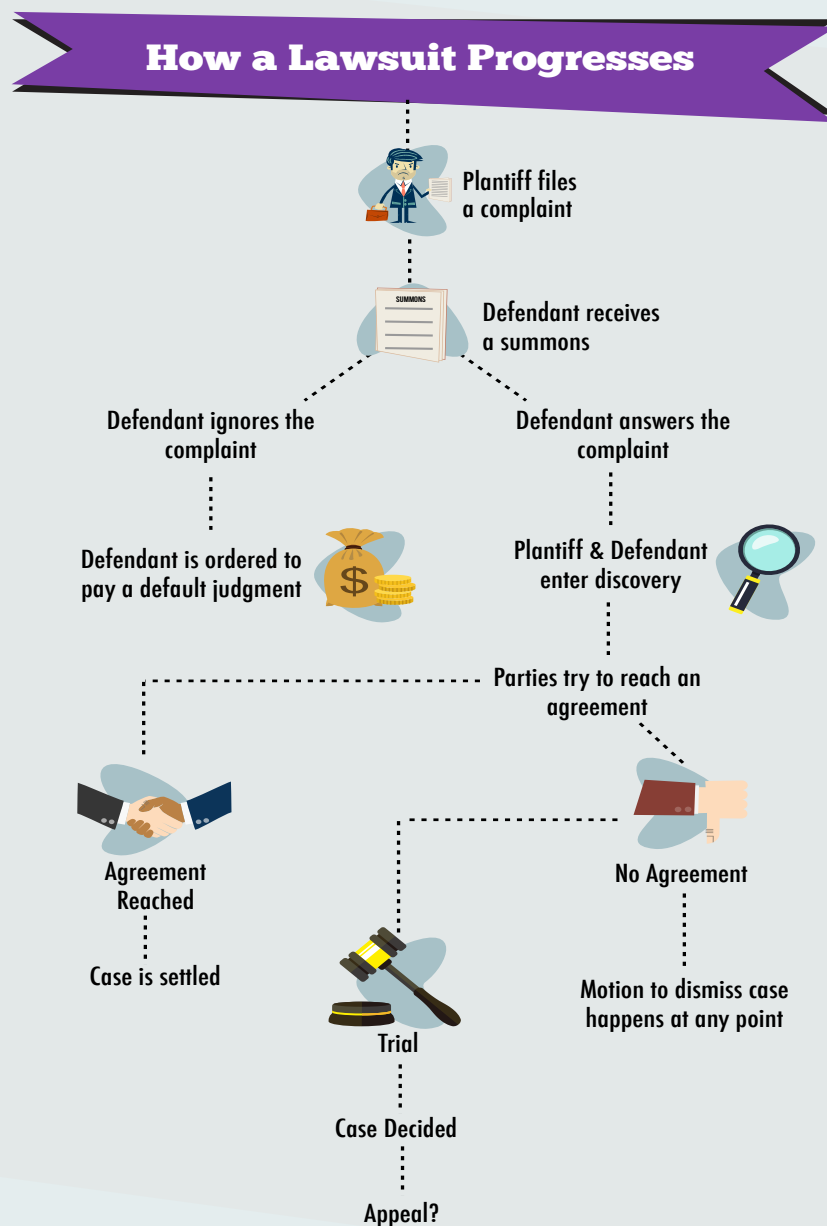 How a Lawsuit Progresses
Plantiff files
a complaint
SUMMONS
Defendant receives
a summons
Defendant ignores the
complaint
Defendant answers the
complaint
Defendant is ordered to
pay a default judgment
$
Plantiff & Defendant
enter discovery
Parties try to reach an
agreement
Agreement
Reached
No Agreement
Case is settled
Motion to dismiss case
happens at any point
Trial
Case Decided
Appeal?